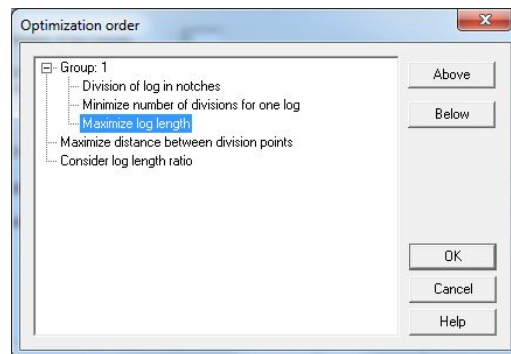 Optimization order
Group: 1
Division of log in notches
Minimize number of divisions for one log
Maximize log length
Maximize distance between division points
Consider log length ratio
Above
Below
OK
Cancel
Help